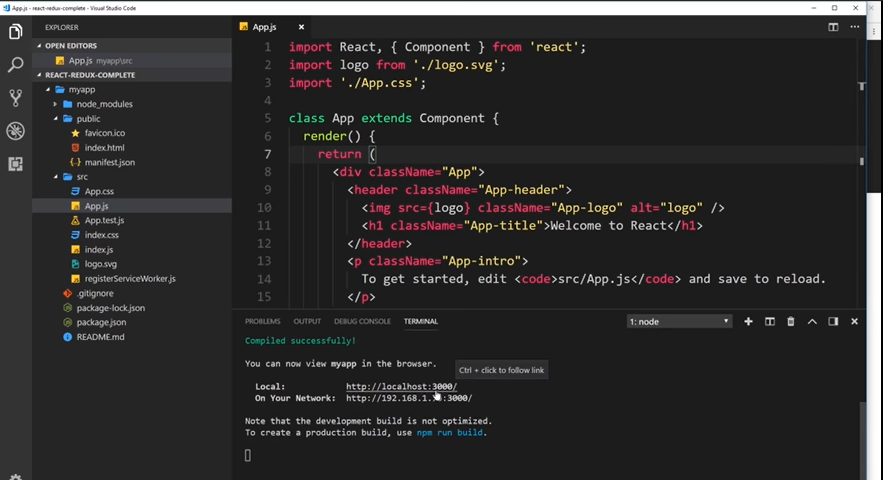 App.js - react-redux-complete - Visual Studio Code
EXPLORER
OPEN EDITORS
App.js myapp\src
REACT-REDUX-COMPLETE
myapp
node_modules
public
favicon.ico
index.html
manifest.json
src
App.css
App.js
App.test.js
index.css
index.js
logo.svg
registerServiceWorker.js
.gitignore
package-lock.json
package.json
README.md
App.js
1 import React, { Component } from 'react';
2 import logo from './logo.svg';
3 import './App.css';
4
5 class App extends Component {
6 render() {
7 return (
8 <div className="App">
9 <header className="App-header">
10 <img src={logo} className="App-logo" alt="logo" />
11 <h1 className="App-title">Welcome to React</h1>
12 </header>
13 <p className="App-intro">
14 To get started, edit <code>src/App.js</code> and save to reload.
15 </p>
PROBLEMS OUTPUT DEBUG CONSOLE TERMINAL 1: node
Compiled successfully!
You can now view myapp in the browser.
Ctrl + click to follow link
Local: http://localhost:3000/
On Your Network: :3000/
Note that the development build is not optimized.
To create a production build, use npm run build.